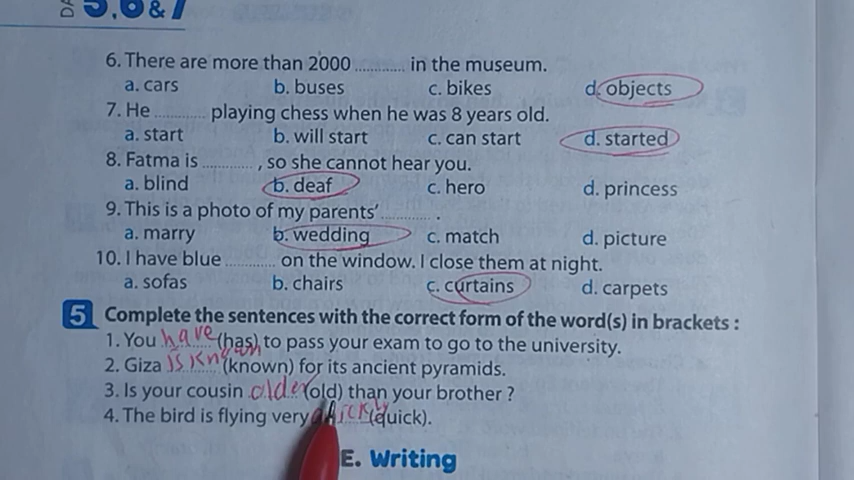 5,6&7
6. There are more than 2000 ............ in the museum.
a. cars b. buses c. bikes d. objects
7. He ............ playing chess when he was 8 years old.
a. start b. will start c. can start d. started
8. Fatma is ............ , so she cannot hear you.
a. blind b. deaf c. hero d. princess
9. This is a photo of my parents' ............ .
a. marry b. wedding c. match d. picture
10. I have blue ............ on the window. I close them at night.
a. sofas b. chairs c. curtains d. carpets
5 Complete the sentences with the correct form of the word(s) in brackets :
1. You have (has) to pass your exam to go to the university.
2. Giza is known (known) for its ancient pyramids.
3. Is your cousin older (old) than your brother ?
4. The bird is flying very (quick).
E. Writing